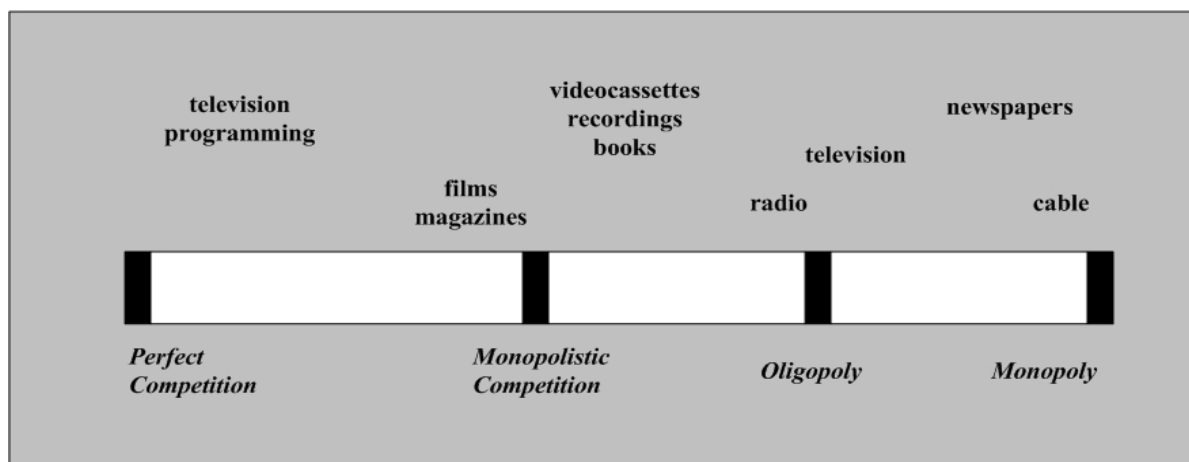 television
programming
videocassettes
recordings
books
newspapers
television
films
magazines
radio
cable
Perfect
Competition
Monopolistic
Competition
Oligopoly
Monopoly